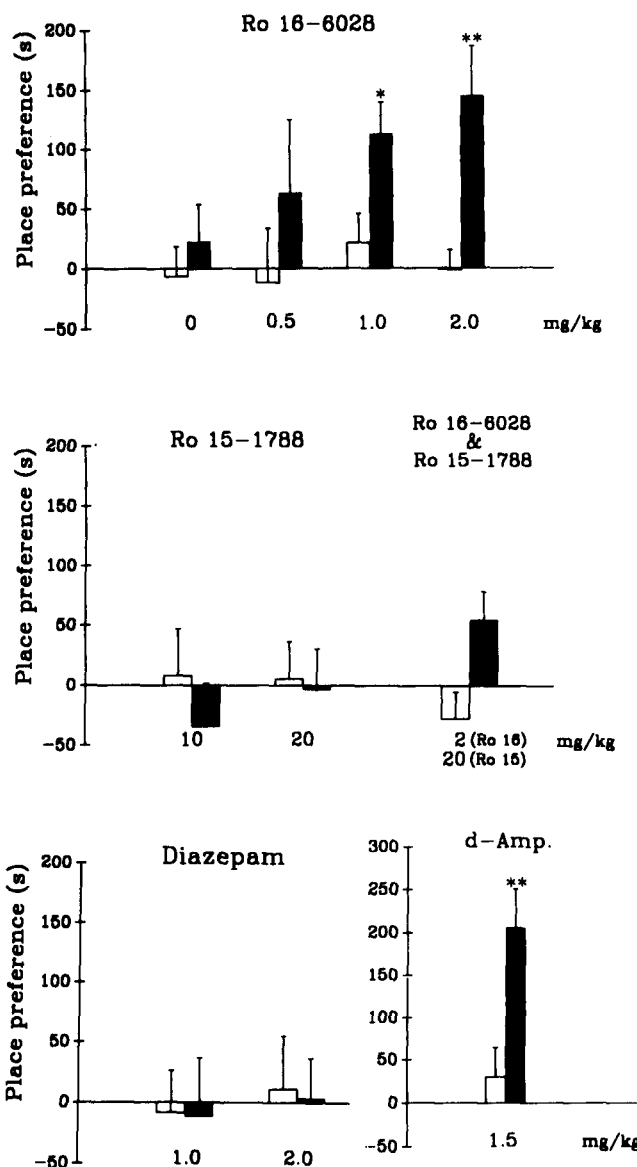 Ro 16-6028
Place preference (s)
200
150
100
50
0
-50
*
**
0 0.5 1.0 2.0 mg/kg
Ro 15-1788
Ro 16-6028
&
Ro 15-1788
Place preference (s)
200
150
100
50
0
-50
10 20 2 (Ro 16) mg/kg
20 (Ro 15)
Diazepam
Place preference (s)
200
150
100
50
0
-50
1.0 2.0
d-Amp.
300
250
200
150
100
50
0
-50
**
1.5 mg/kg